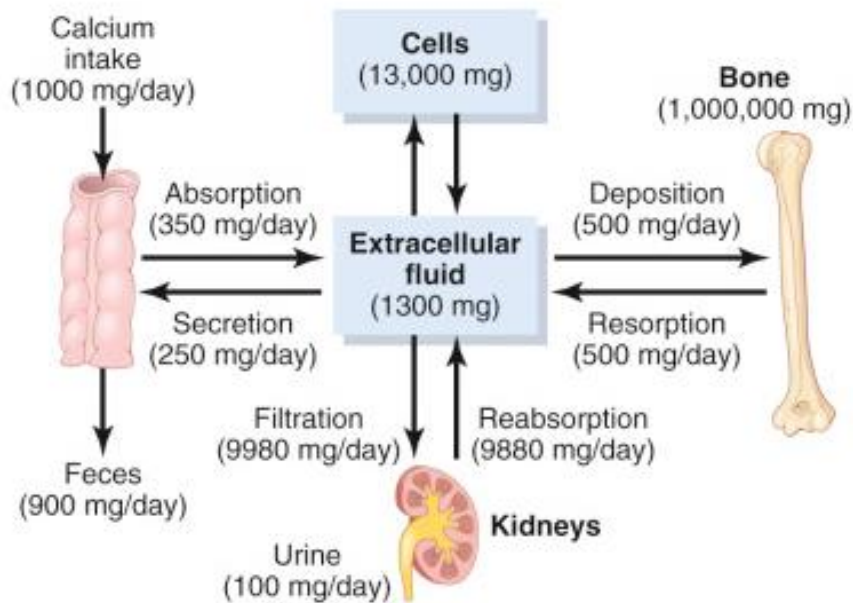 Calcium
intake
(1000 mg/day)
Cells
(13,000 mg)
Bone
(1,000,000 mg)
Absorption
(350 mg/day)
Extracellular
fluid
(1300 mg)
Deposition
(500 mg/day)
Secretion
(250 mg/day)
Resorption
(500 mg/day)
Filtration
(9980 mg/day)
Reabsorption
(9880 mg/day)
Feces
(900 mg/day)
Kidneys
Urine
(100 mg/day)